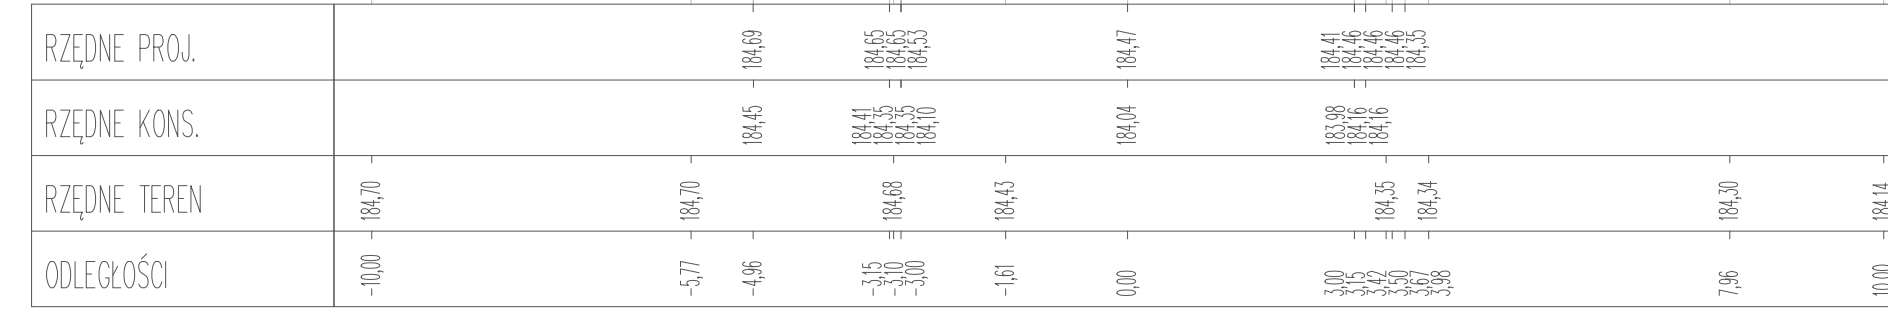 RZĘDNE PROJ. 184,69 184,65 184,65 184,53 184,47 184,41 184,46 184,46 184,46 184,35
RZĘDNE KONS. 184,45 184,41 184,35 184,35 184,10 184,04 183,98 184,16 184,16
RZĘDNE TEREN 184,70 184,70 184,68 184,43 184,35 184,34 184,30 184,14
ODLEGŁOŚCI -10,00 -5,77 -4,96 -3,15 -3,10 -3,00 -1,61 0,00 3,00 3,15 3,42 3,50 3,67 3,98 7,96 10,00